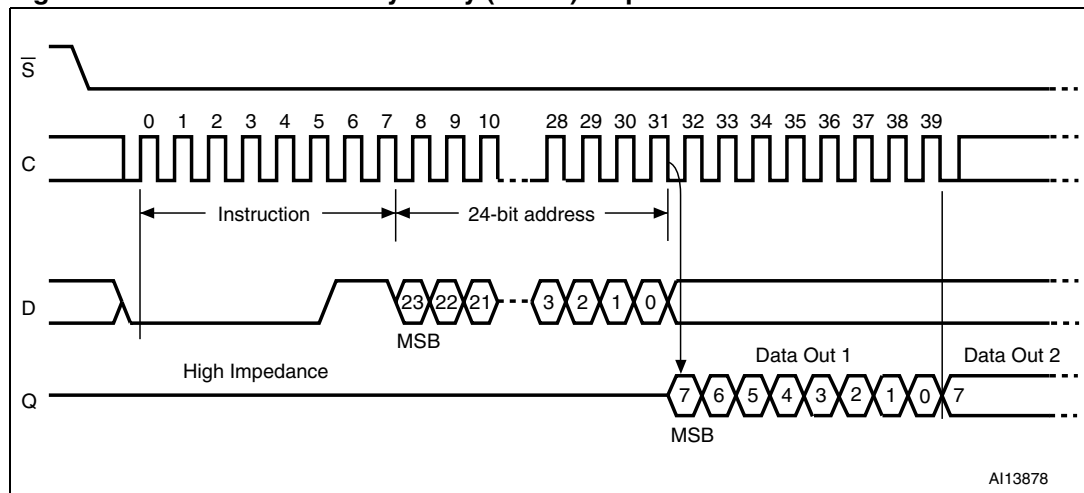 S
0 1 2 3 4 5 6 7 8 9 10 28 29 30 31 32 33 34 35 36 37 38 39
C
Instruction 24-bit address
D
23 22 21 3 2 1 0
MSB
Data Out 1 Data Out 2
High Impedance
Q
7 6 5 4 3 2 1 0 7
MSB
AI13878